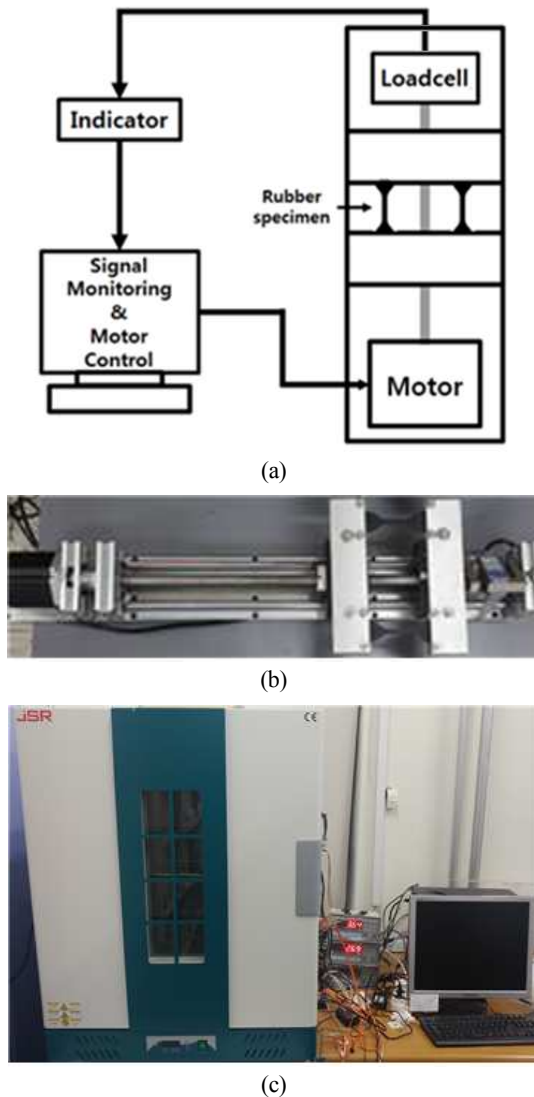 Loadcell
Indicator
Rubber
specimen
Signal
Monitoring
&
Motor
Control
Motor
(a)
(b)
JSR
CE
(c)